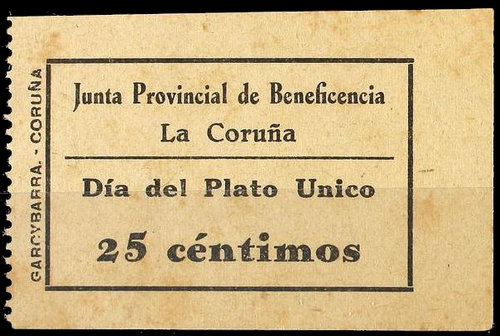 Junta Provincial de Beneficencia
La Coruña
Día del Plato Unico
25 céntimos
GARCYBARRA. - CORUÑA